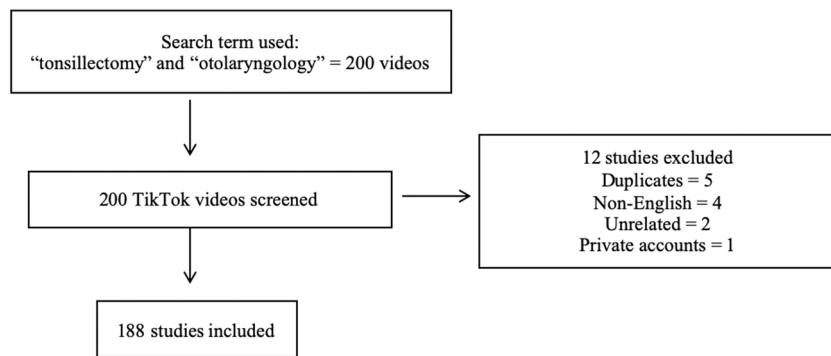 Search term used:
“tonsillectomy” and “otolaryngology” = 200 videos
200 TikTok videos screened
12 studies excluded
Duplicates = 5
Non-English = 4
Unrelated = 2
Private accounts = 1
188 studies included